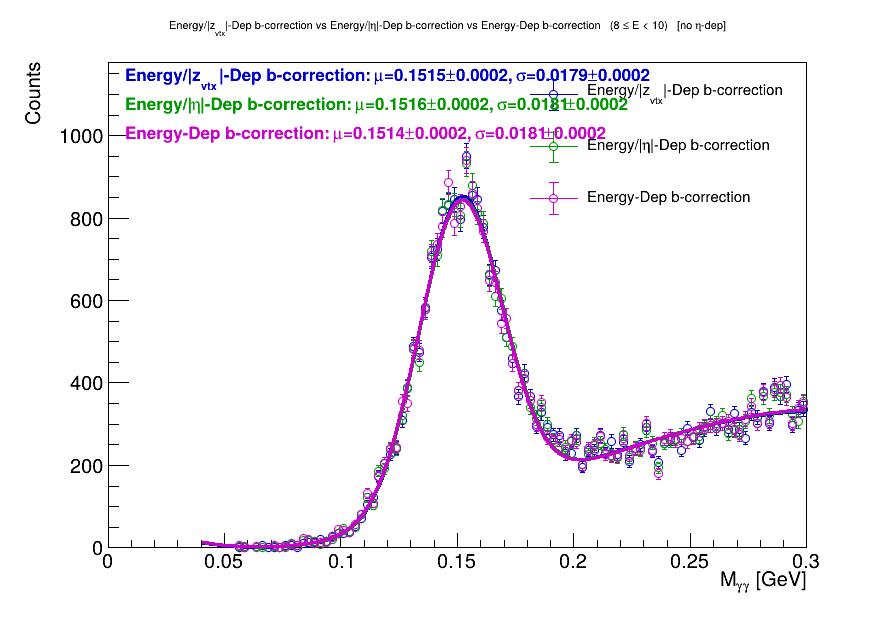 Energy/|z_vtx|-Dep b-correction vs Energy/|η|-Dep b-correction vs Energy-Dep b-correction (8 ≤ E < 10) [no η-dep]
Energy/|z_vtx|-Dep b-correction: μ=0.1515±0.0002, σ=0.0179±0.0002
Energy/|η|-Dep b-correction: μ=0.1516±0.0002, σ=0.0181±0.0002
Energy-Dep b-correction: μ=0.1514±0.0002, σ=0.0181±0.0002
Energy/|z_vtx|-Dep b-correction
Energy/|η|-Dep b-correction
Energy-Dep b-correction
Counts
1000
800
600
400
200
0
0 0.05 0.1 0.15 0.2 0.25 0.3
M_γγ [GeV]